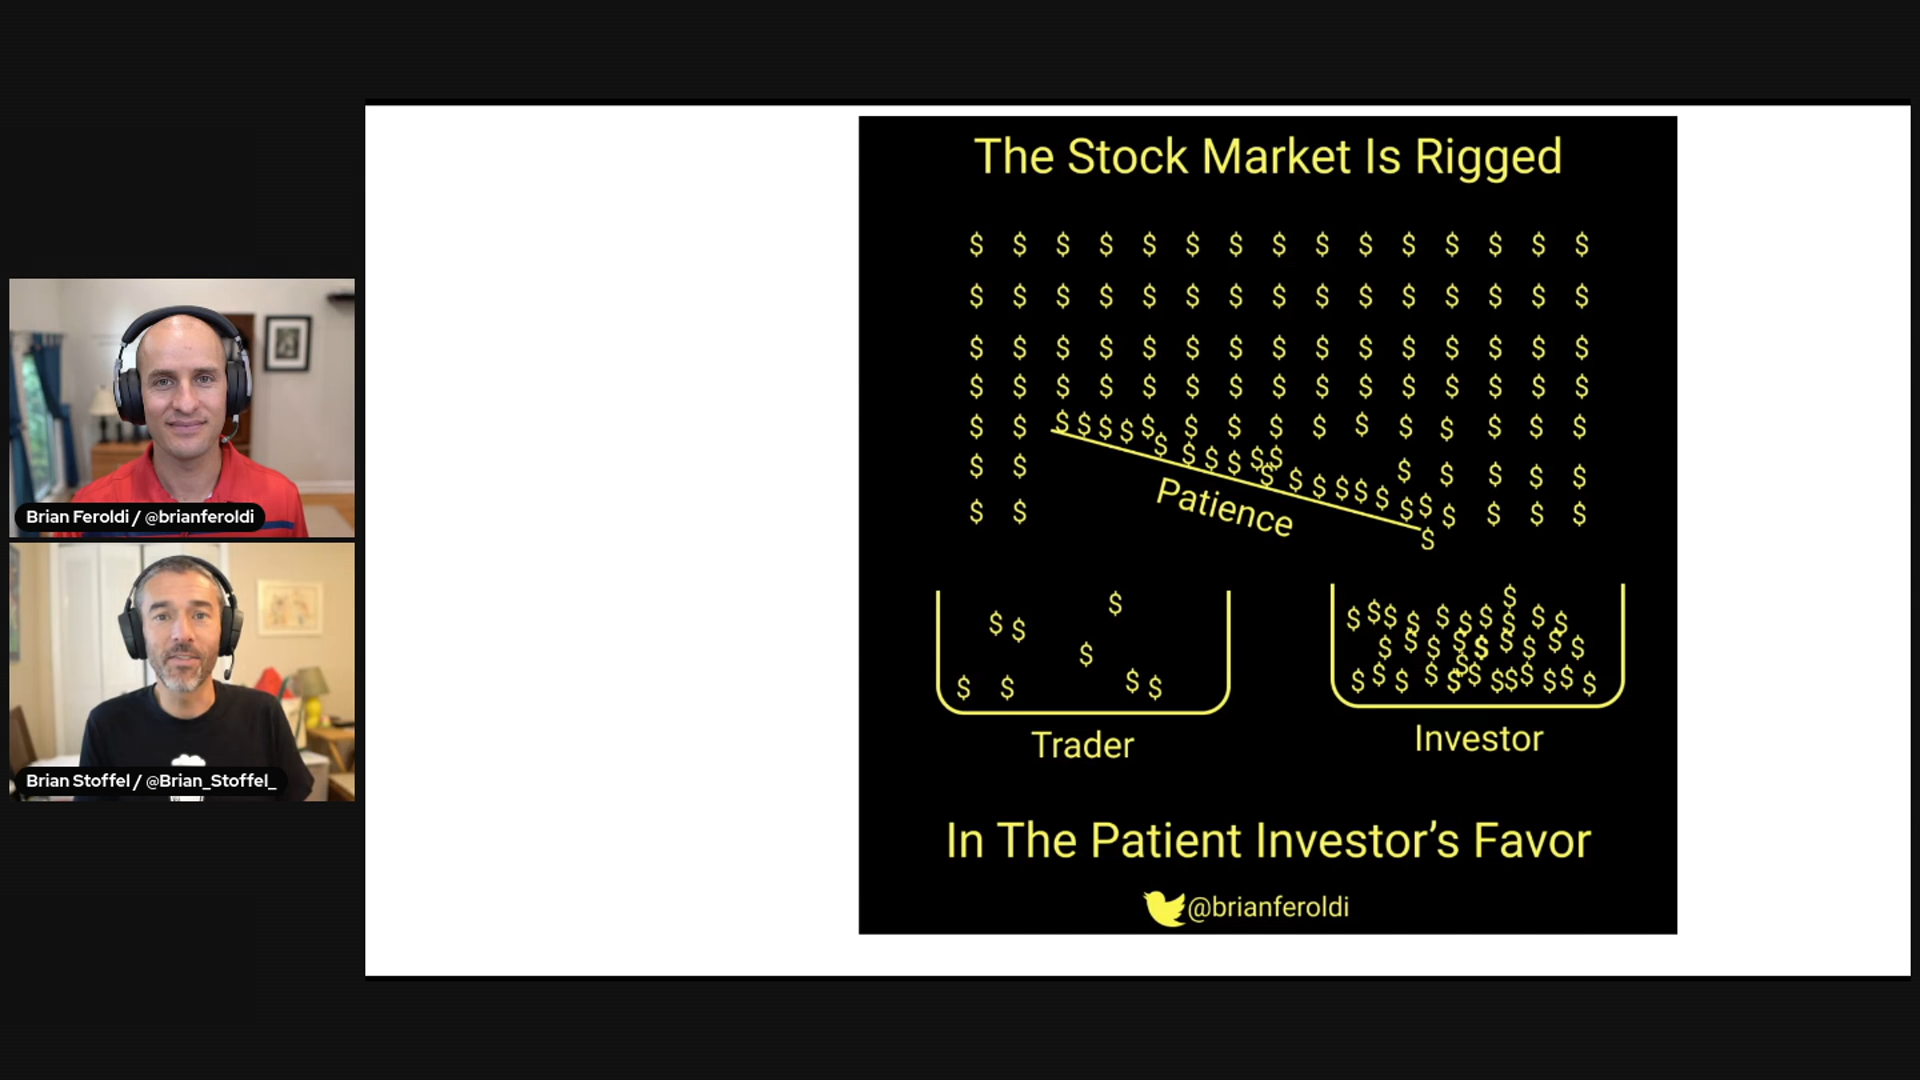 The Stock Market Is Rigged
$ $ $ $ $ $ $ $ $ $ $ $ $ $ $
$ $ $ $ $ $ $ $ $ $ $ $ $ $ $
$ $ $ $ $ $ $ $ $ $ $ $ $ $ $
$ $ $ $ $ $ $ $ $ $ $ $ $ $ $
Patience
Trader
Investor
In The Patient Investor’s Favor
@brianferoldi
Brian Feroldi / @brianferoldi
Brian Stoffel / @Brian_Stoffel_